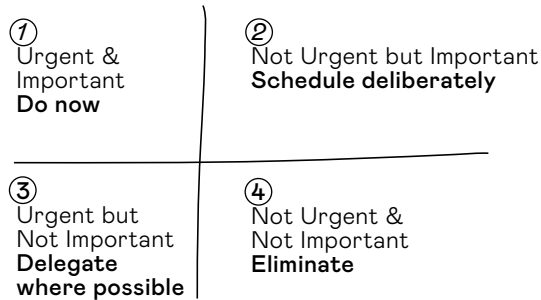 1
Urgent &
Important
Do now
2
Not Urgent but Important
Schedule deliberately
3
Urgent but
Not Important
Delegate
where possible
4
Not Urgent &
Not Important
Eliminate